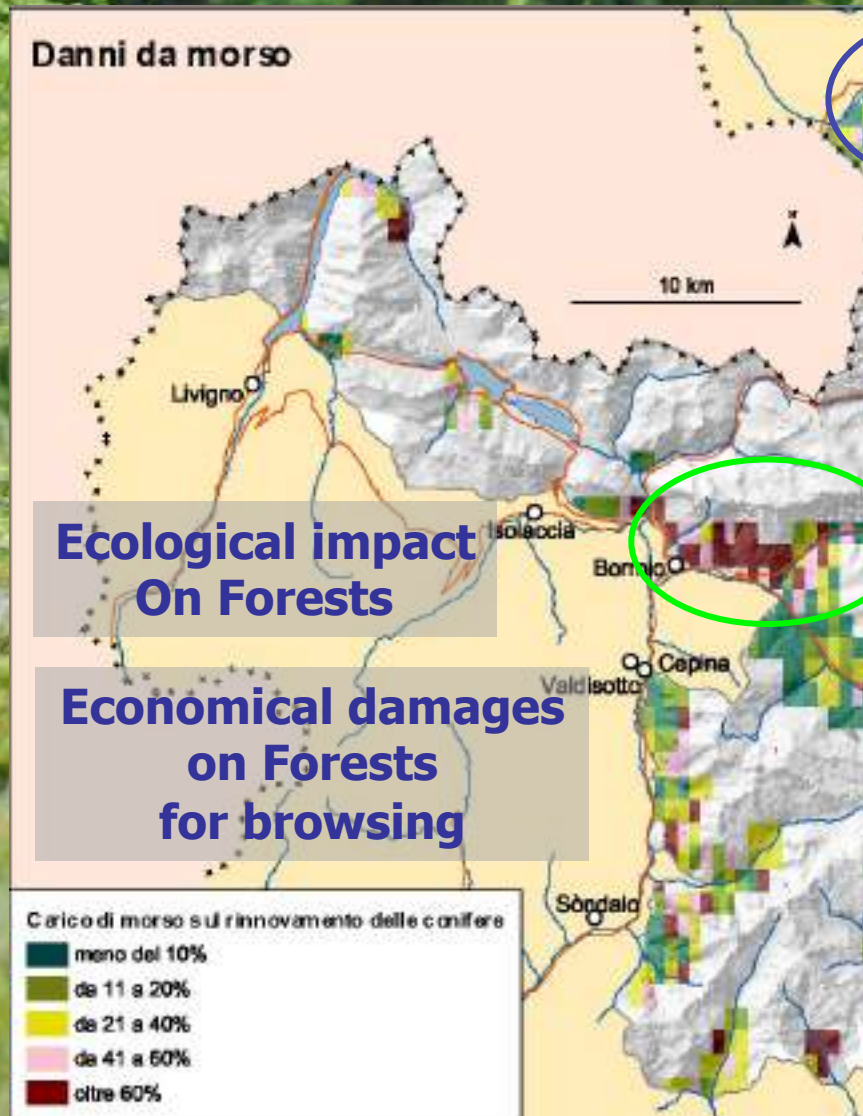 Danni da morso
10 km
Livigno
Isolaccia
Bormio
Ecological impact
On Forests
Cepina
Valdisotto
Economical damages
on Forests
for browsing
Sòndalo
Carico di morso sul rinnovamento delle conifere
meno del 10%
da 11 a 20%
da 21 a 40%
da 41 a 60%
oltre 60%